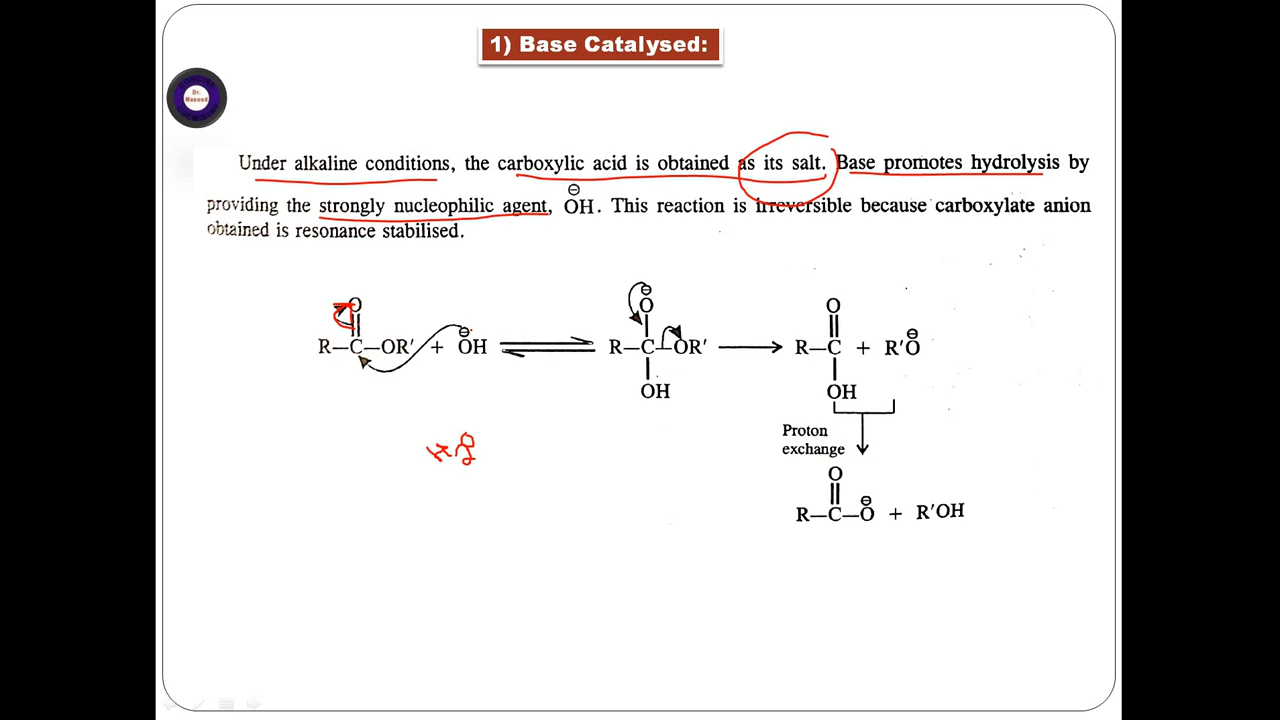 1) Base Catalysed:
Dr.
Masood
Under alkaline conditions, the carboxylic acid is obtained as its salt. Base promotes hydrolysis by
providing the strongly nucleophilic agent, ⊖OH. This reaction is irreversible because carboxylate anion
obtained is resonance stabilised.
O
R—C—OR′ + ⊖OH
⊖
O
R—C—OR′
OH
O
R—C + R′O⊖
OH
Proton
exchange
O
R—C—O⊖ + R′OH